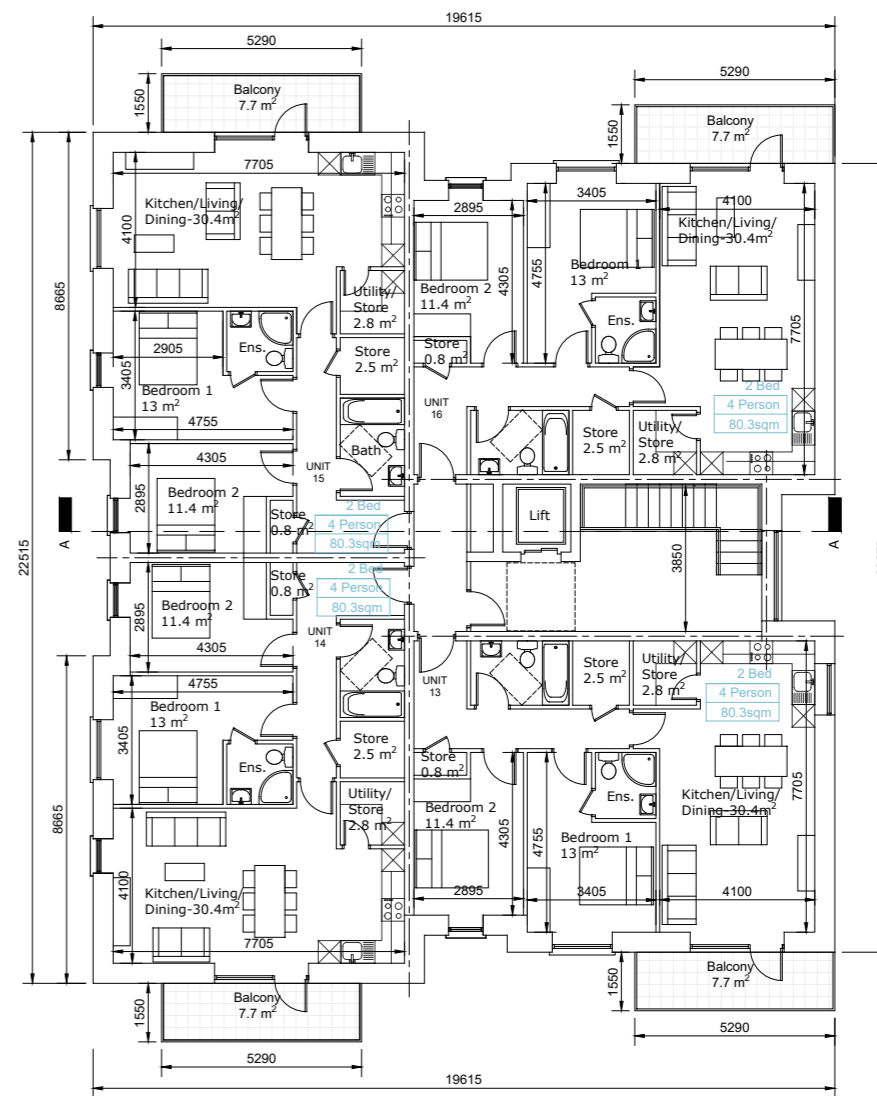 19615
5290
5290
1550
Balcony
7.7 m²
1550
Balcony
7.7 m²
7705
Kitchen/Living/
Dining-30.4m²
4100
8665
Utility/
Store
2.8 m²
Store
2.5 m²
Ens.
2905
3405
Bedroom 1
13 m²
4755
4305
2895
Bedroom 2
11.4 m²
Bath
UNIT
15
Store
0.8 m²
2 Bed
4 Person
80.3sqm
2895
4305
Bedroom 2
11.4 m²
Store
0.8 m²
3405
4755
Bedroom 1
13 m²
Ens.
4100
Kitchen/Living/
Dining-30.4m²
7705
2 Bed
4 Person
80.3sqm
UNIT
16
Store
2.5 m²
Utility/
Store
2.8 m²
A
A
Lift
3850
22515
Store
0.8 m²
2 Bed
4 Person
80.3sqm
2895
Bedroom 2
11.4 m²
4305
UNIT
14
4755
Bedroom 1
13 m²
3405
Ens.
Store
2.5 m²
Utility/
Store
2.8 m²
8665
4100
Kitchen/Living/
Dining-30.4m²
7705
UNIT
13
Store
2.5 m²
Utility/
Store
2.8 m²
2 Bed
4 Person
80.3sqm
Store
0.8 m²
Bedroom 2
11.4 m²
4305
2895
4755
Bedroom 1
13 m²
Ens.
3405
Kitchen/Living/
Dining-30.4m²
7705
4100
1550
Balcony
7.7 m²
5290
1550
Balcony
7.7 m²
5290
19615